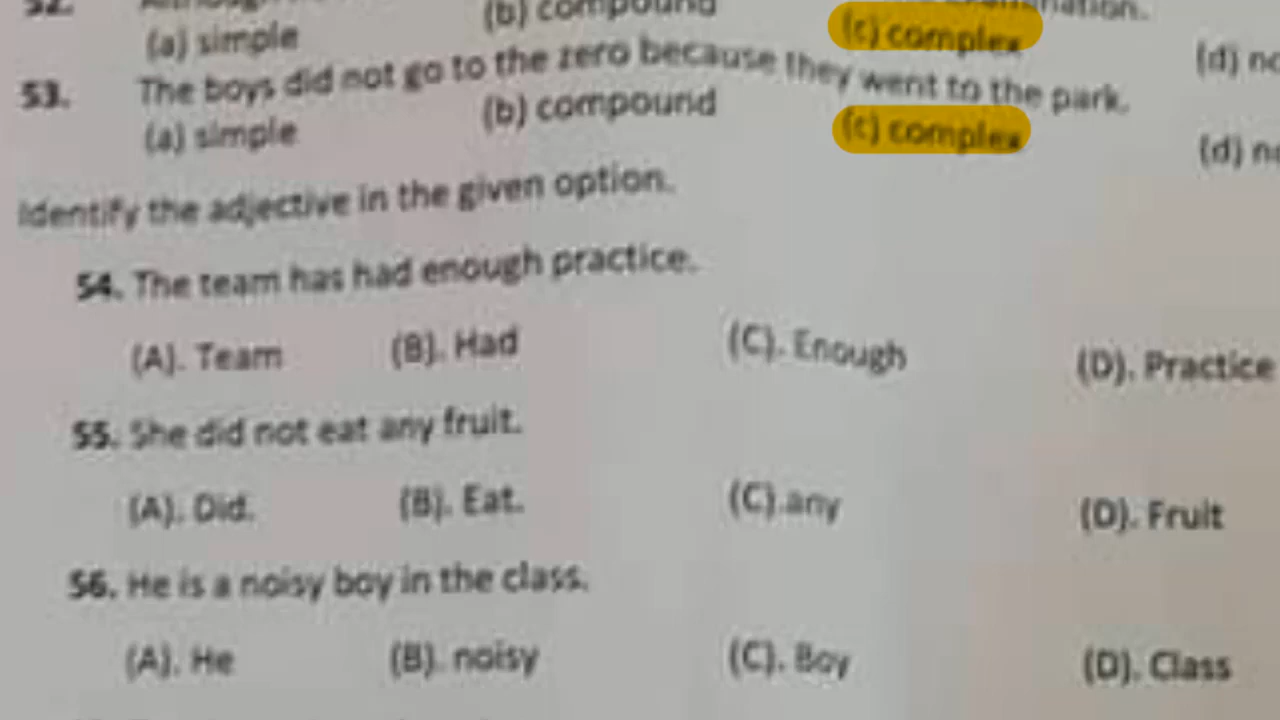 52.
(a) simple (b) compound (c) complex (d)
53. The boys did not go to the zero because they went to the park.
(a) simple (b) compound (c) complex (d)
Identify the adjective in the given option.
54. The team has had enough practice.
(A). Team (B). Had (C). Enough (D). Practice
55. She did not eat any fruit.
(A). Did. (B). Eat. (C).any (D). Fruit
56. He is a noisy boy in the class.
(A). He (B). noisy (C). Boy (D). Class